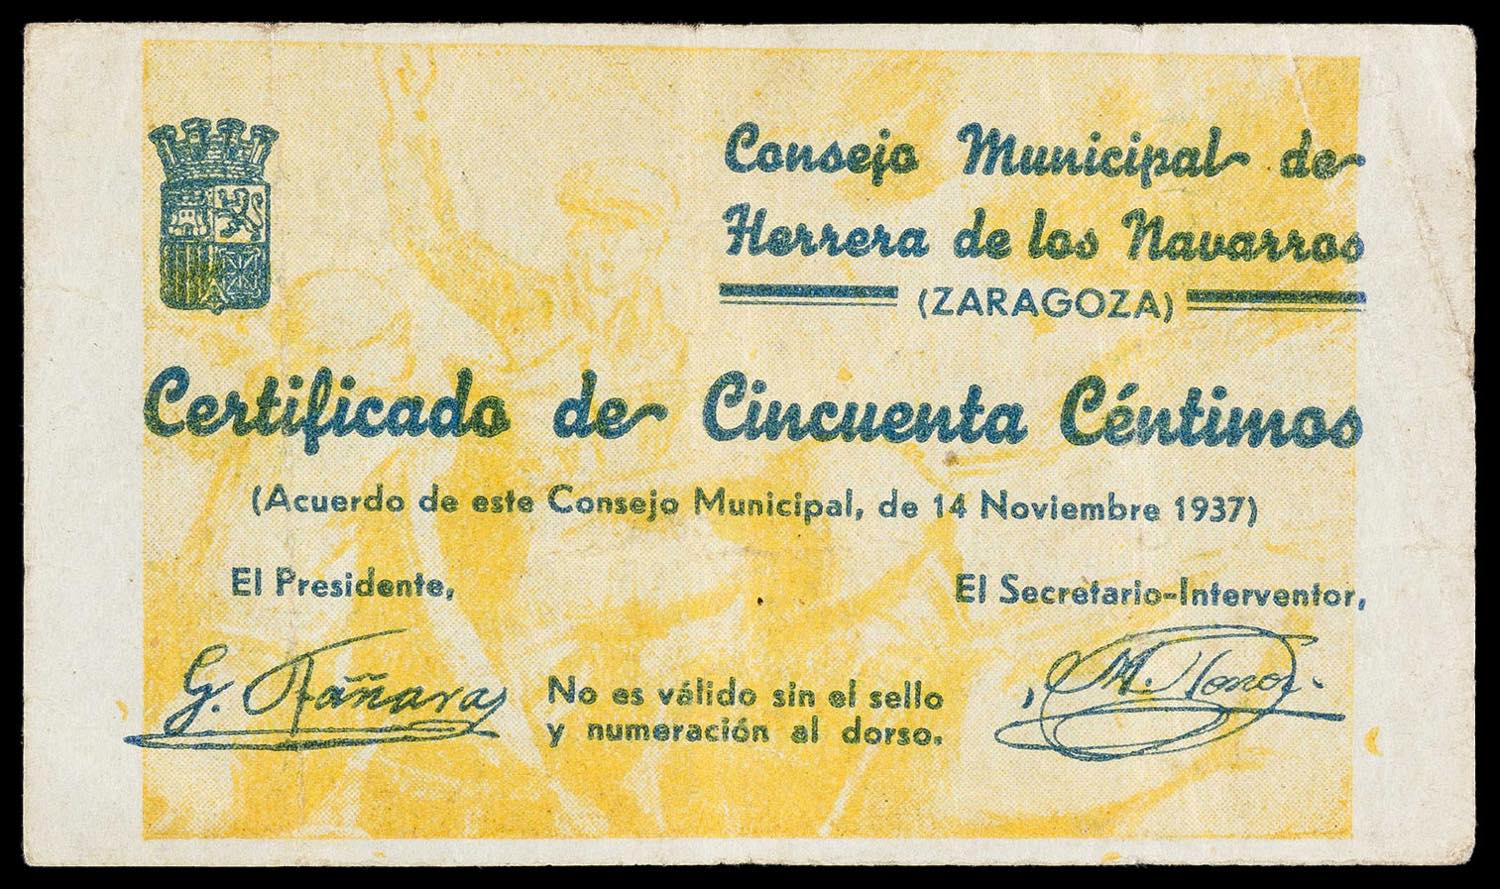 Consejo Municipal de
Herrera de los Navarros
(ZARAGOZA)
Certificado de Cincuenta Céntimos
(Acuerdo de este Consejo Municipal, de 14 Noviembre 1937)
El Presidente,
El Secretario-Interventor,
G. Fañanas
No es válido sin el sello
y numeración al dorso.
M.